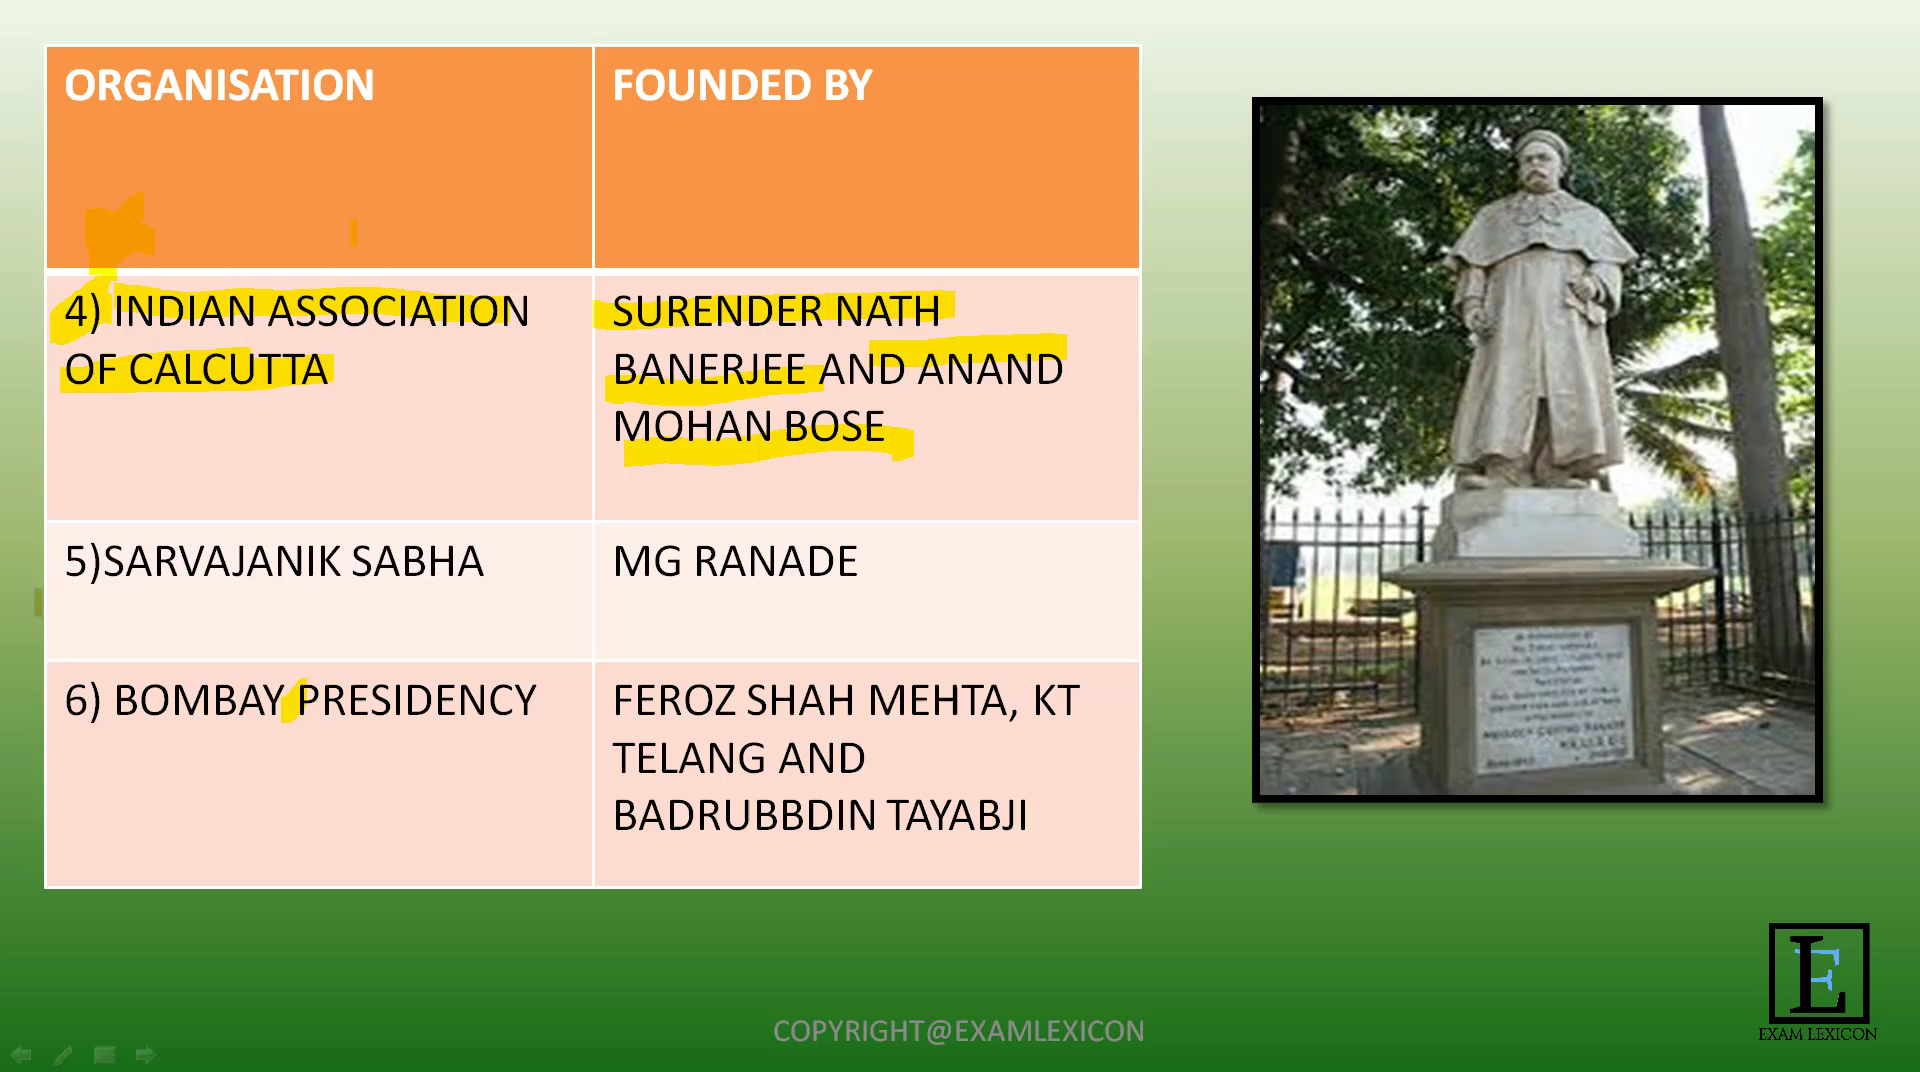 ORGANISATION
FOUNDED BY
4) INDIAN ASSOCIATION
OF CALCUTTA
SURENDER NATH
BANERJEE AND ANAND
MOHAN BOSE
5)SARVAJANIK SABHA
MG RANADE
6) BOMBAY PRESIDENCY
FEROZ SHAH MEHTA, KT
TELANG AND
BADRUBBDIN TAYABJI
COPYRIGHT@EXAMLEXICON
LE
EXAM LEXICON